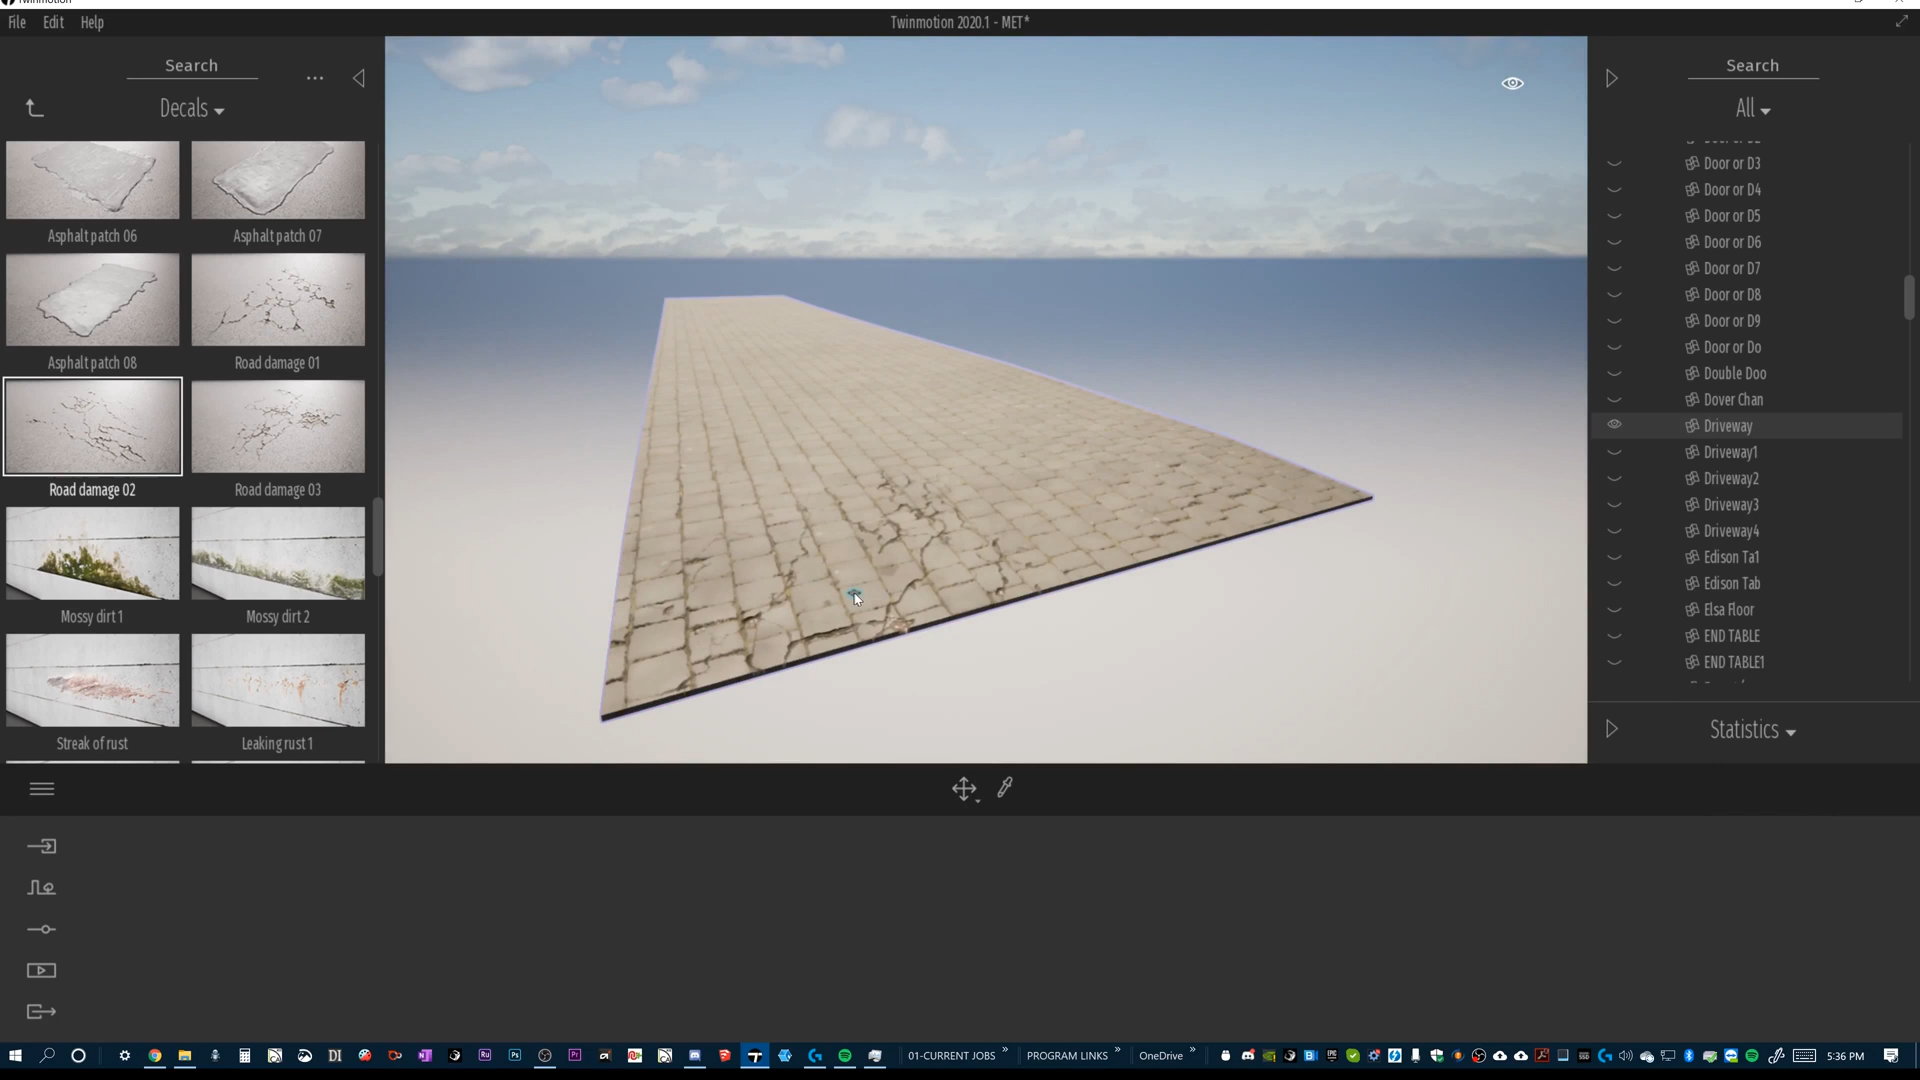 Twinmotion
File Edit Help
Twinmotion 2020.1 - MET*
Search
Decals
Asphalt patch 06
Asphalt patch 07
Asphalt patch 08
Road damage 01
Road damage 02
Road damage 03
Mossy dirt 1
Mossy dirt 2
Streak of rust
Leaking rust 1
Search
All
Door or D3
Door or D4
Door or D5
Door or D6
Door or D7
Door or D8
Door or D9
Door or Do
Double Doo
Dover Chan
Driveway
Driveway1
Driveway2
Driveway3
Driveway4
Edison Ta1
Edison Tab
Elsa Floor
END TABLE
END TABLE1
Statistics
01-CURRENT JOBS
PROGRAM LINKS
OneDrive
5:36 PM